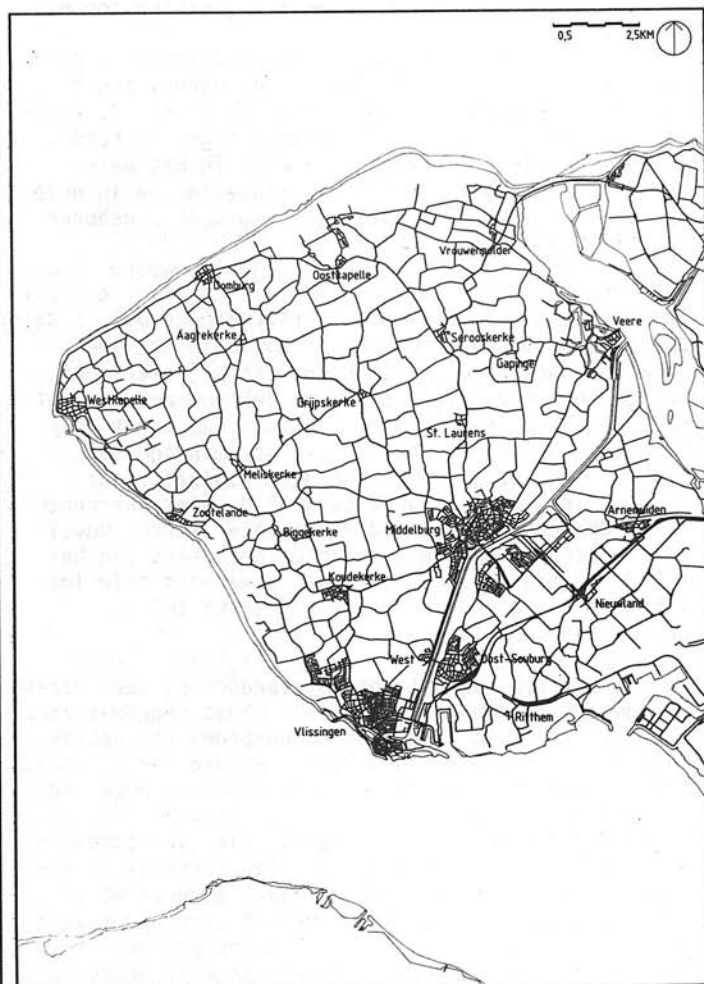 0,5 2,5KM
Vrouwenpolder
Oostkapelle
Domburg
Veere
Aagtekerke
Serooskerke
Gapinge
Westkapelle
Grijpskerke
St. Laurens
Meliskerke
Zoutelande
Arnemuiden
Middelburg
Biggekerke
Koudekerke
Nieuwland
West
Oost-Souburg
Ritthem
Vlissingen